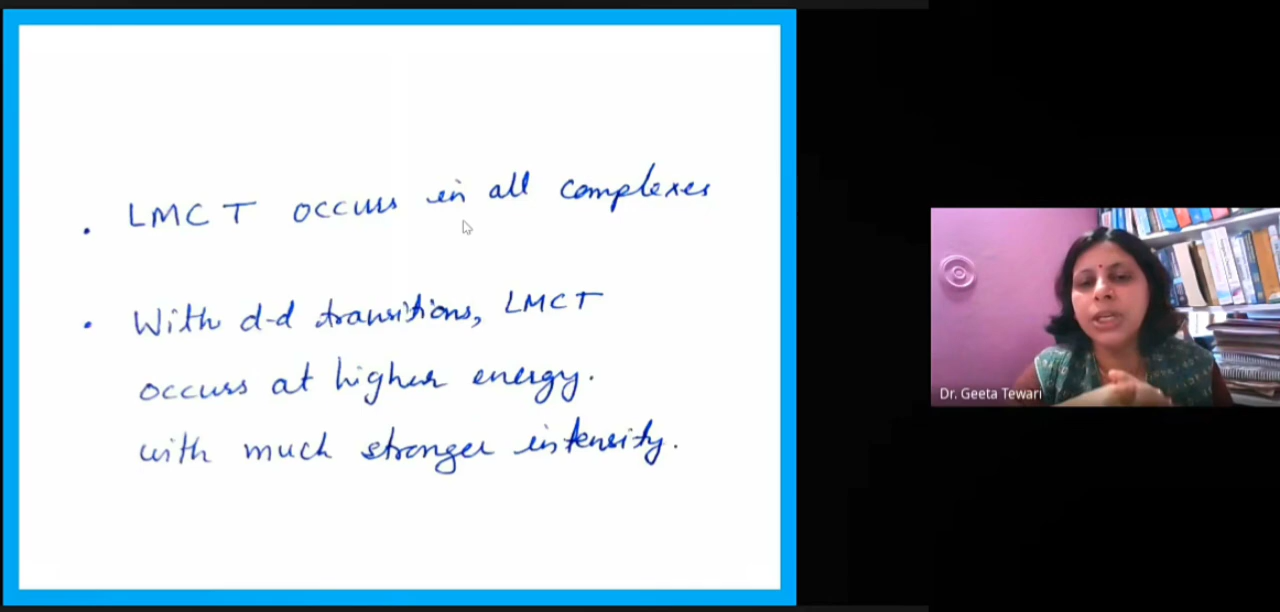 . LMCT occurs in all complexes
• With d-d transitions, LMCT
occurs at higher energy.
with much stronger intensity.
Dr. Geeta Tewari